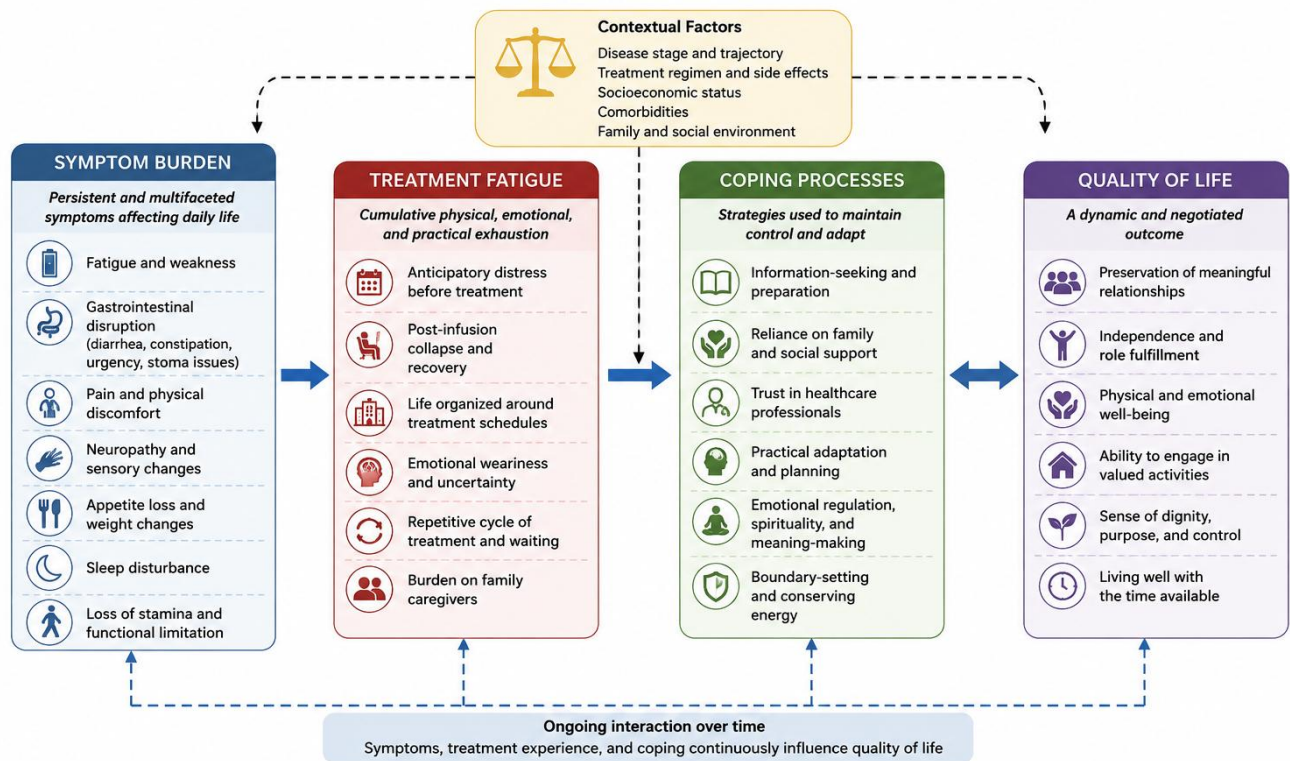 Contextual Factors
Disease stage and trajectory
Treatment regimen and side effects
Socioeconomic status
Comorbidities
Family and social environment
SYMPTOM BURDEN
Persistent and multifaceted
symptoms affecting daily life
Fatigue and weakness
Gastrointestinal
disruption
(diarrhea, constipation,
urgency, stoma issues)
Pain and physical
discomfort
Neuropathy and
sensory changes
Appetite loss and
weight changes
Sleep disturbance
Loss of stamina and
functional limitation
TREATMENT FATIGUE
Cumulative physical, emotional,
and practical exhaustion
Anticipatory distress
before treatment
Post-infusion
collapse and
recovery
Life organized around
treatment schedules
Emotional weariness
and uncertainty
Repetitive cycle of
treatment and waiting
Burden on family
caregivers
COPING PROCESSES
Strategies used to maintain
control and adapt
Information-seeking and
preparation
Reliance on family
and social support
Trust in healthcare
professionals
Practical adaptation
and planning
Emotional regulation,
spirituality, and
meaning-making
Boundary-setting
and conserving
energy
QUALITY OF LIFE
A dynamic and negotiated
outcome
Preservation of meaningful
relationships
Independence and
role fulfillment
Physical and emotional
well-being
Ability to engage in
valued activities
Sense of dignity,
purpose, and control
Living well with
the time available
Ongoing interaction over time
Symptoms, treatment experience, and coping continuously influence quality of life